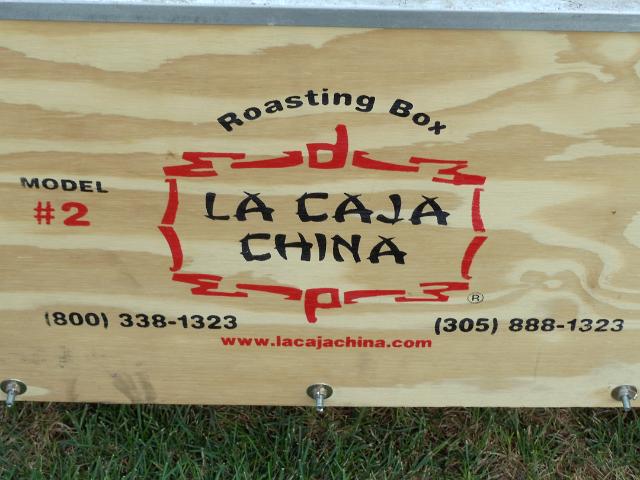 Roasting Box
MODEL
#2
LA CAJA
CHINA
®
(800) 338-1323
(305) 888-1323
www.lacajachina.com